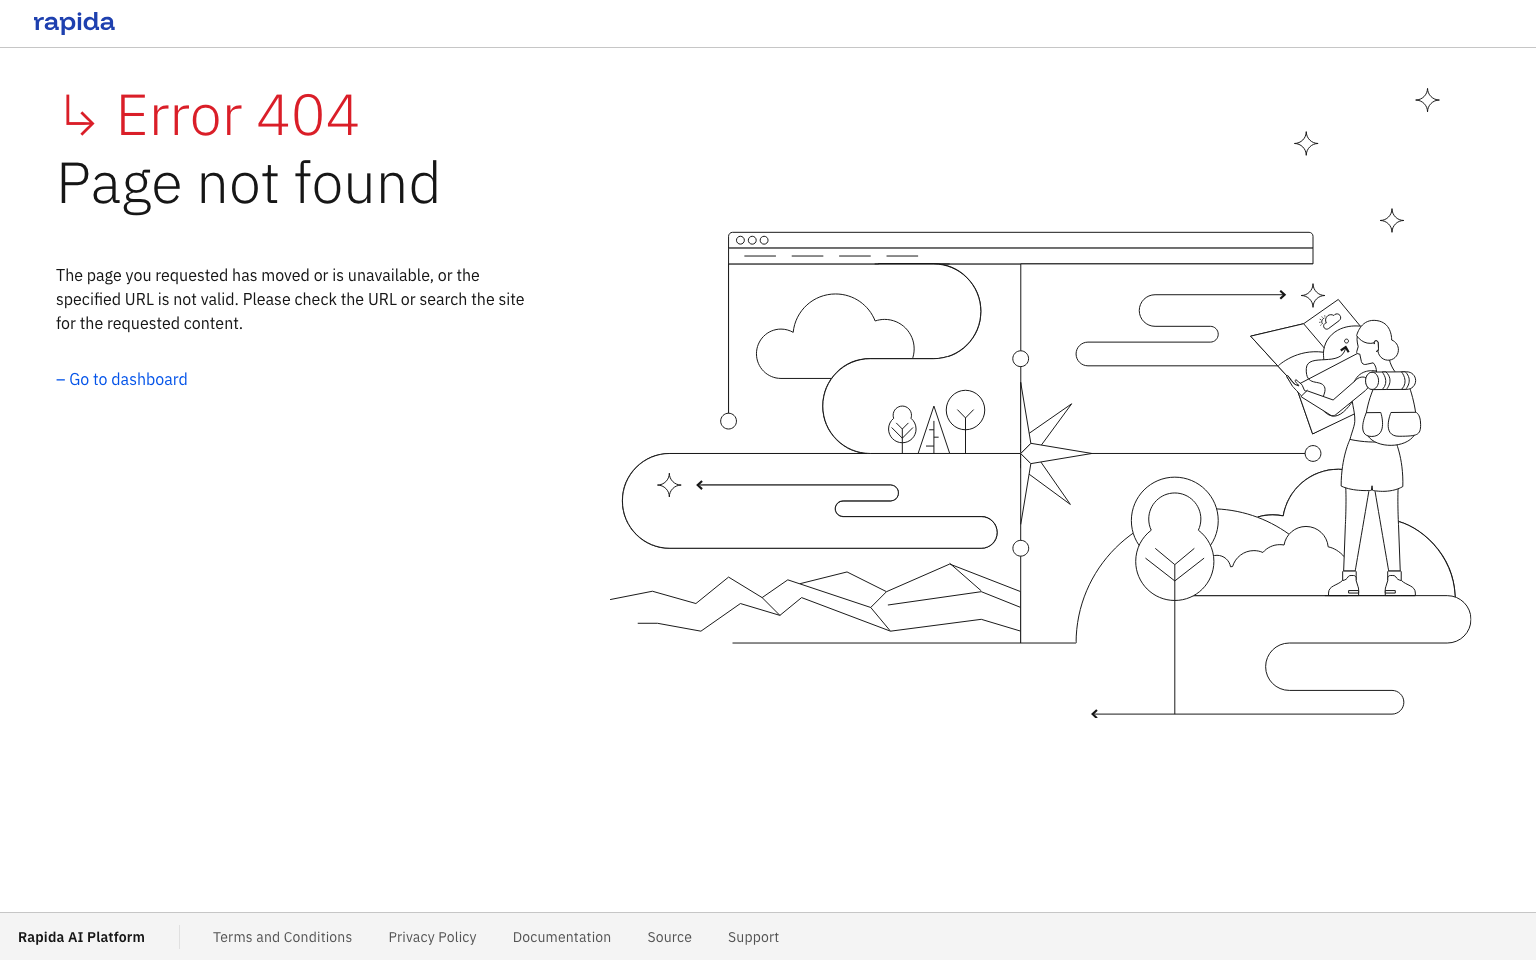 rapida
↳ Error 404
Page not found
The page you requested has moved or is unavailable, or the
specified URL is not valid. Please check the URL or search the site
for the requested content.
– Go to dashboard
Rapida AI Platform
Terms and Conditions
Privacy Policy
Documentation
Source
Support